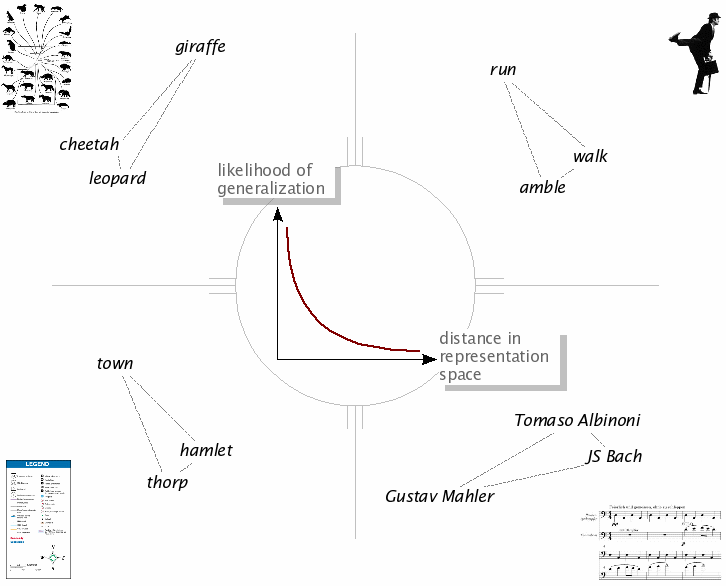 giraffe
cheetah
leopard
run
walk
amble
likelihood of
generalization
distance in
representation
space
town
hamlet
thorp
Tomaso Albinoni
JS Bach
Gustav Mahler
LEGEND